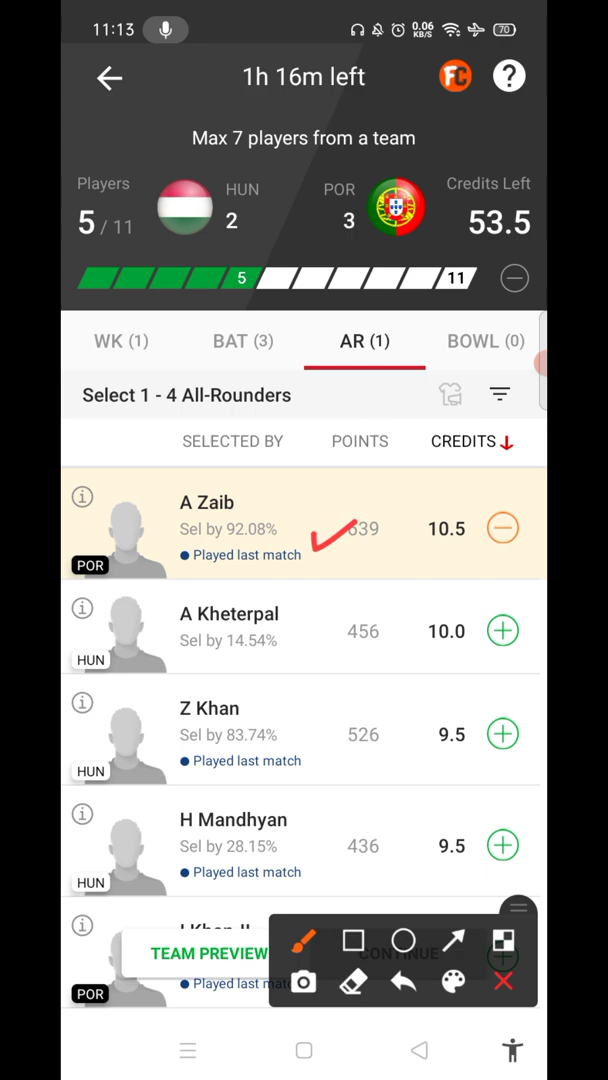 11:13 0.06 KB/S 70
1h 16m left FC ?
Max 7 players from a team
Players HUN POR Credits Left
5 / 11 2 3 53.5
5 11
WK (1) BAT (3) AR (1) BOWL (0)
Select 1 - 4 All-Rounders
SELECTED BY POINTS CREDITS
A Zaib
Sel by 92.08% 639 10.5
Played last match
POR
A Kheterpal
Sel by 14.54% 456 10.0
HUN
Z Khan
Sel by 83.74% 526 9.5
Played last match
HUN
H Mandhyan
Sel by 28.15% 436 9.5
Played last match
HUN
TEAM PREVIEW CONTINUE
Played last
POR